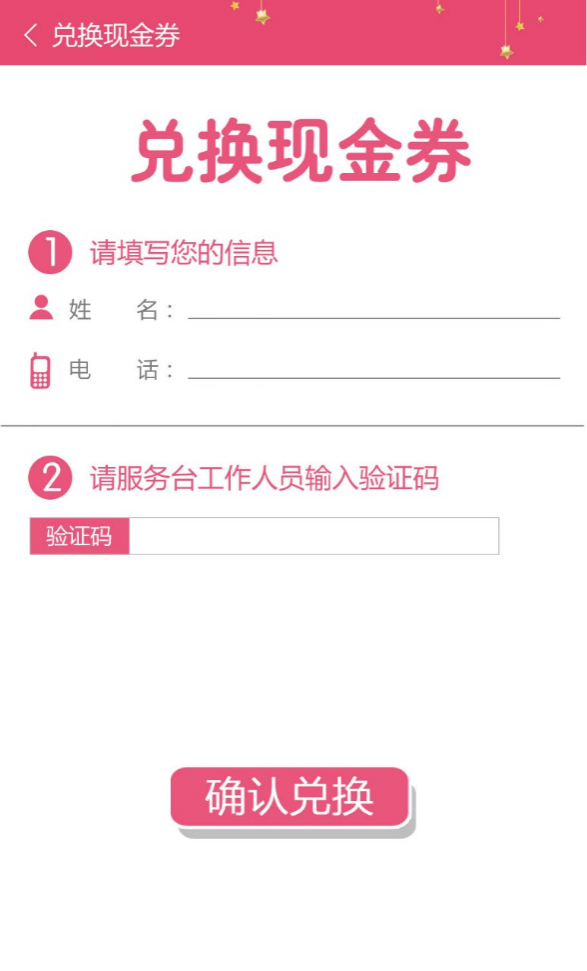 兑换现金券
兑换现金券
1 请填写您的信息
姓 名：
电 话：
2 请服务台工作人员输入验证码
验证码
确认兑换